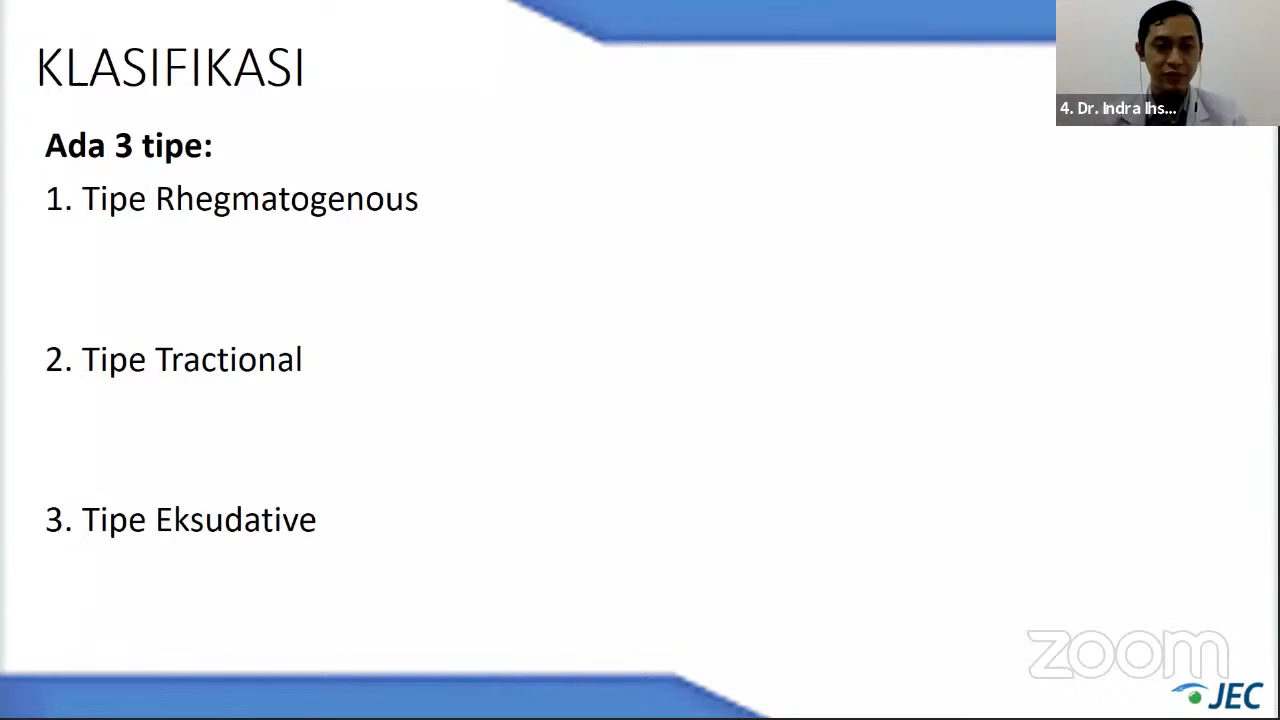 KLASIFIKASI
4. Dr. Indra Ihs...
Ada 3 tipe:
1. Tipe Rhegmatogenous
2. Tipe Tractional
3. Tipe Eksudative
zoom
JEC